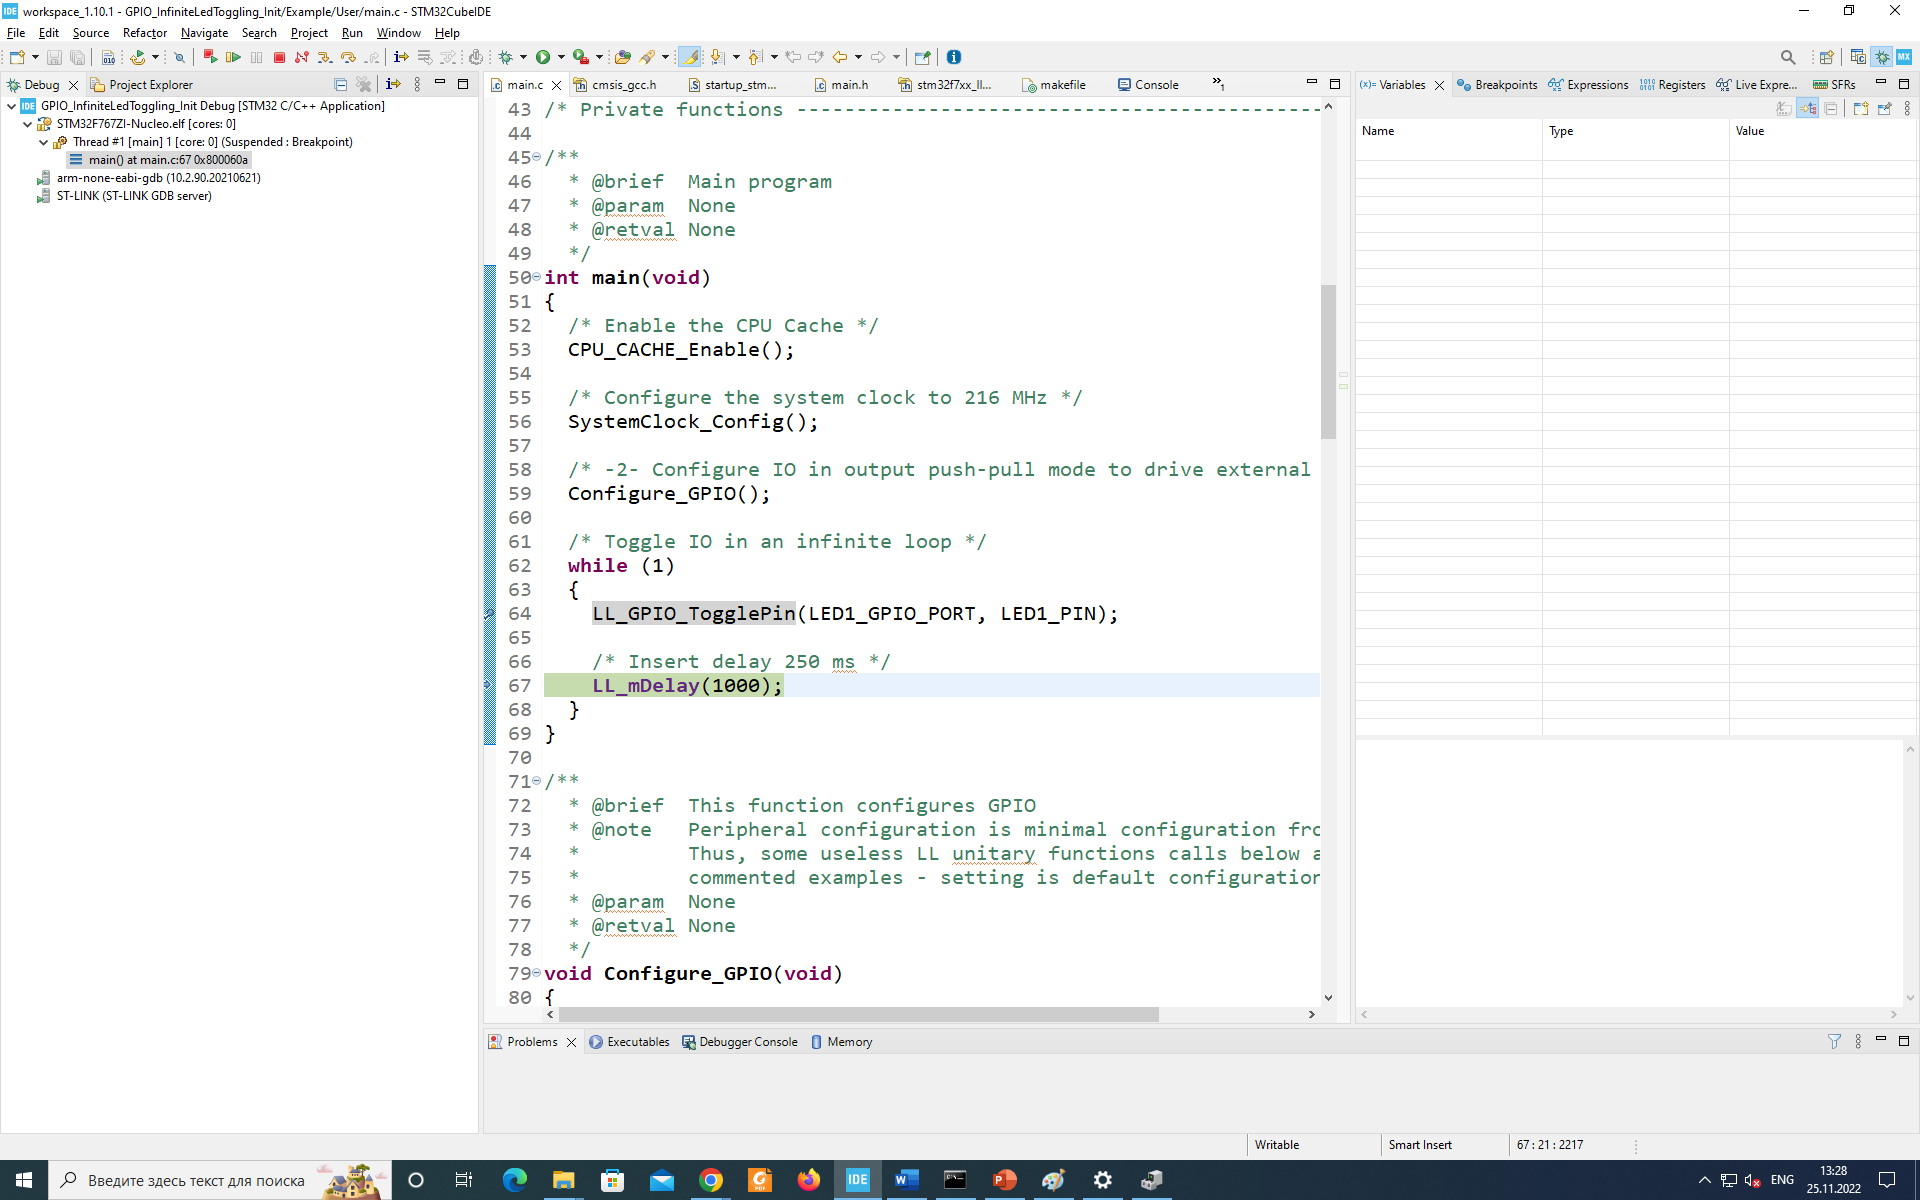 IDE workspace_1.10.1 - GPIO_InfiniteLedToggling_Init/Example/User/main.c - STM32CubeIDE
File Edit Source Refactor Navigate Search Project Run Window Help
Debug Project Explorer
IDE GPIO_InfiniteLedToggling_Init Debug [STM32 C/C++ Application]
STM32F767ZI-Nucleo.elf [cores: 0]
Thread #1 [main] 1 [core: 0] (Suspended : Breakpoint)
main() at main.c:67 0x800060a
arm-none-eabi-gdb (10.2.90.20210621)
ST-LINK (ST-LINK GDB server)
main.c cmsis_gcc.h startup_stm... main.h stm32f7xx_ll... makefile Console »1
43 /* Private functions --------------------------------------------
44
45 /**
46   * @brief  Main program
47   * @param  None
48   * @retval None
49   */
50 int main(void)
51 {
52   /* Enable the CPU Cache */
53   CPU_CACHE_Enable();
54
55   /* Configure the system clock to 216 MHz */
56   SystemClock_Config();
57
58   /* -2- Configure IO in output push-pull mode to drive external
59   Configure_GPIO();
60
61   /* Toggle IO in an infinite loop */
62   while (1)
63   {
64     LL_GPIO_TogglePin(LED1_GPIO_PORT, LED1_PIN);
65
66     /* Insert delay 250 ms */
67     LL_mDelay(1000);
68   }
69 }
70
71 /**
72   * @brief  This function configures GPIO
73   * @note   Peripheral configuration is minimal configuration fro
74   *         Thus, some useless LL unitary functions calls below a
75   *         commented examples - setting is default configuration
76   * @param  None
77   * @retval None
78   */
79 void Configure_GPIO(void)
80 {
(x)= Variables Breakpoints Expressions Registers Live Expre... SFRs
Name Type Value
Problems Executables Debugger Console Memory
Writable Smart Insert 67 : 21 : 2217
Введите здесь текст для поиска
IDE
ENG
13:28
25.11.2022